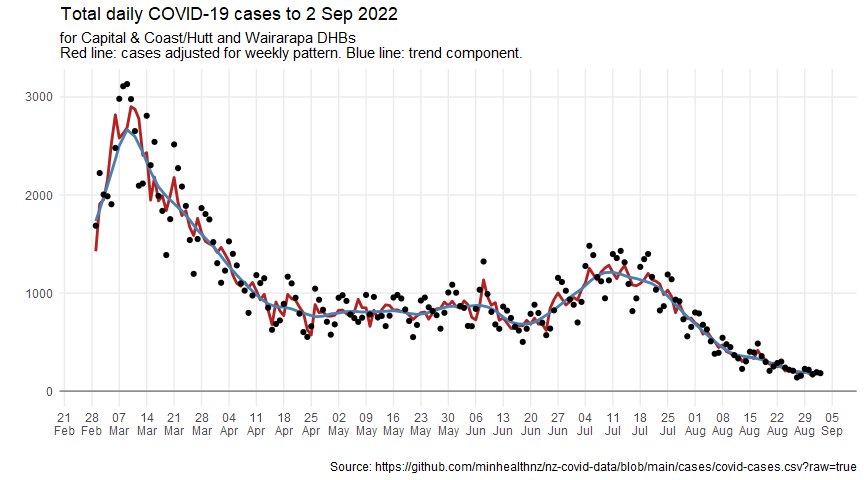 Total daily COVID-19 cases to 2 Sep 2022
for Capital & Coast/Hutt and Wairarapa DHBs
Red line: cases adjusted for weekly pattern. Blue line: trend component.
3000
2000
1000
0
21 28 07 14 21 28 04 11 18 25 02 09 16 23 30 06 13 20 27 04 11 18 25 01 08 15 22 29 05
Feb Feb Mar Mar Mar Mar Apr Apr Apr Apr May May May May May Jun Jun Jun Jun Jul Jul Jul Jul Aug Aug Aug Aug Aug Sep
Source: https://github.com/minhealthnz/nz-covid-data/blob/main/cases/covid-cases.csv?raw=true